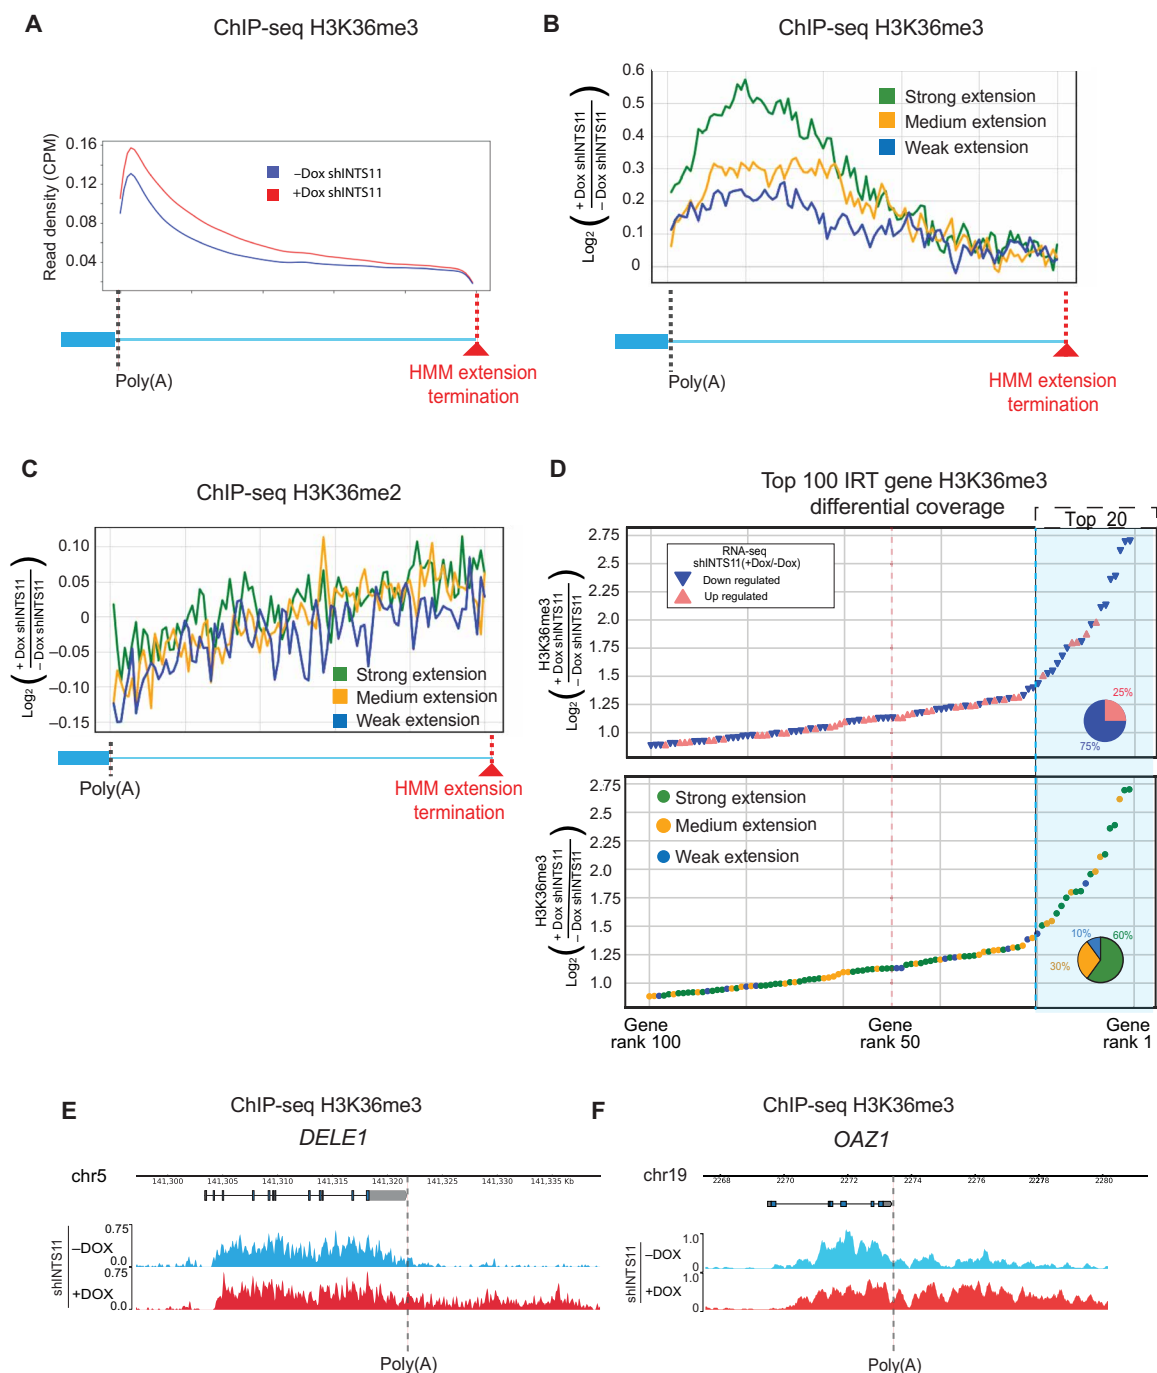 A
ChIP-seq H3K36me3
Read density (CPM)
0.16
0.12
0.08
0.04
–Dox shINTS11
+Dox shINTS11
Poly(A)
HMM extension
termination
B
ChIP-seq H3K36me3
Log2 ( + Dox shINTS11 / – Dox shINTS11 )
0.6
0.5
0.4
0.3
0.2
0.1
0
Strong extension
Medium extension
Weak extension
Poly(A)
HMM extension
termination
C
ChIP-seq H3K36me2
Log2 ( + Dox shINTS11 / – Dox shINTS11 )
0.10
0.05
0
–0.05
–0.10
–0.15
Strong extension
Medium extension
Weak extension
Poly(A)
HMM extension
termination
D
Top 100 IRT gene H3K36me3
differential coverage
Top 20
Log2 ( H3K36me3 + Dox shINTS11 / – Dox shINTS11 )
2.75
2.5
2.25
2.0
1.75
1.5
1.25
1.0
RNA-seq
shINTS11(+Dox/-Dox)
Down regulated
Up regulated
25%
75%
Log2 ( H3K36me3 + Dox shINTS11 / – Dox shINTS11 )
2.75
2.5
2.25
2.0
1.75
1.5
1.25
1.0
Strong extension
Medium extension
Weak extension
10%
60%
30%
Gene
rank 100
Gene
rank 50
Gene
rank 1
E
ChIP-seq H3K36me3
DELE1
chr5
141,300 141,305 141,310 141,315 141,320 141,325 141,330 141,335 Kb
shINTS11
0.75
–DOX
0.0
0.75
+DOX
0.0
Poly(A)
F
ChIP-seq H3K36me3
OAZ1
chr19
2268 2270 2272 2274 2276 2278 2280
shINTS11
1.0
–DOX
0
1.0
+DOX
0
Poly(A)